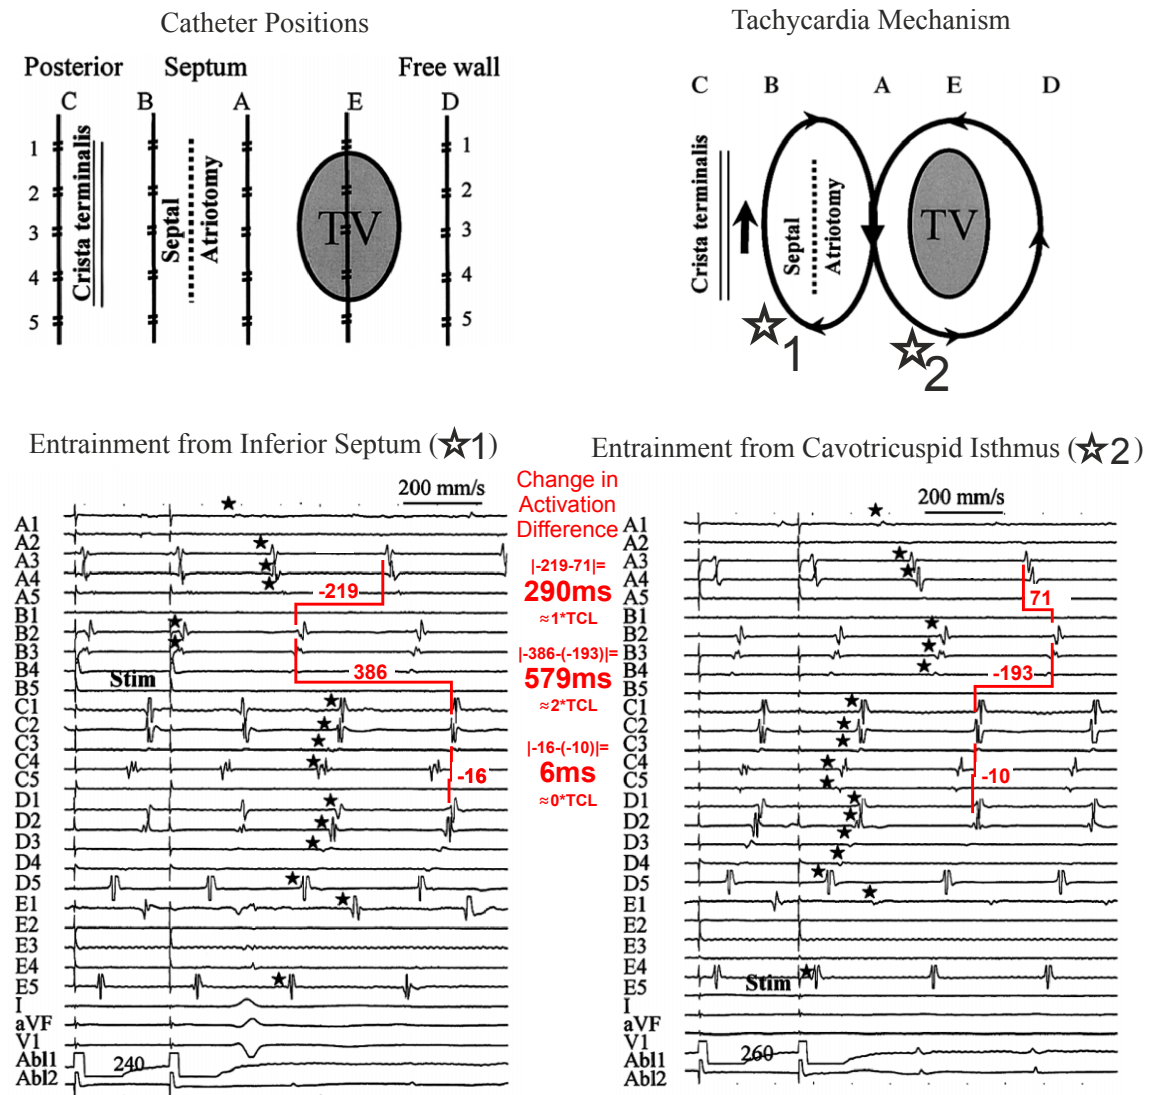 Catheter Positions
Posterior Septum Free wall
C B A E D
1 1
2 2
3 3
4 4
5 5
Crista terminalis
Septal
Atriotomy
TV
Tachycardia Mechanism
C B A E D
Crista terminalis
Septal
Atriotomy
TV
1
2
Entrainment from Inferior Septum (☆1)
200 mm/s
A1
A2
A3
A4
A5
B1
B2
B3
B4
B5
C1
C2
C3
C4
C5
D1
D2
D3
D4
D5
E1
E2
E3
E4
E5
I
aVF
V1
Abl1
Abl2
-219
386
-16
Stim
240
Change in
Activation
Difference
|-219-71|=
290ms
≈1*TCL
|-386-(-193)|=
579ms
≈2*TCL
|-16-(-10)|=
6ms
≈0*TCL
Entrainment from Cavotricuspid Isthmus (☆2)
200 mm/s
A1
A2
A3
A4
A5
B1
B2
B3
B4
B5
C1
C2
C3
C4
C5
D1
D2
D3
D4
D5
E1
E2
E3
E4
E5
I
aVF
V1
Abl1
Abl2
71
-193
-10
Stim
260